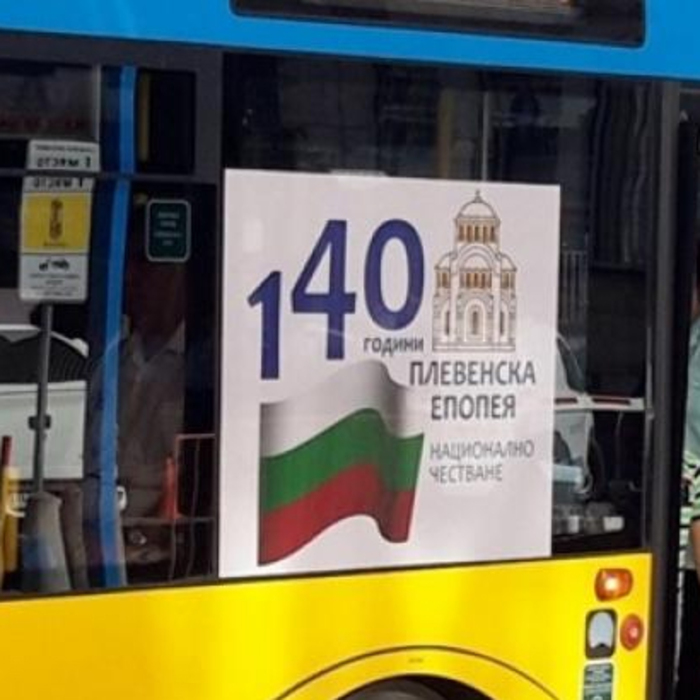 140
ГОДИНИ
ПЛЕВЕНСКА
ЕПОПЕЯ
НАЦИОНАЛНО
ЧЕСТВАНЕ